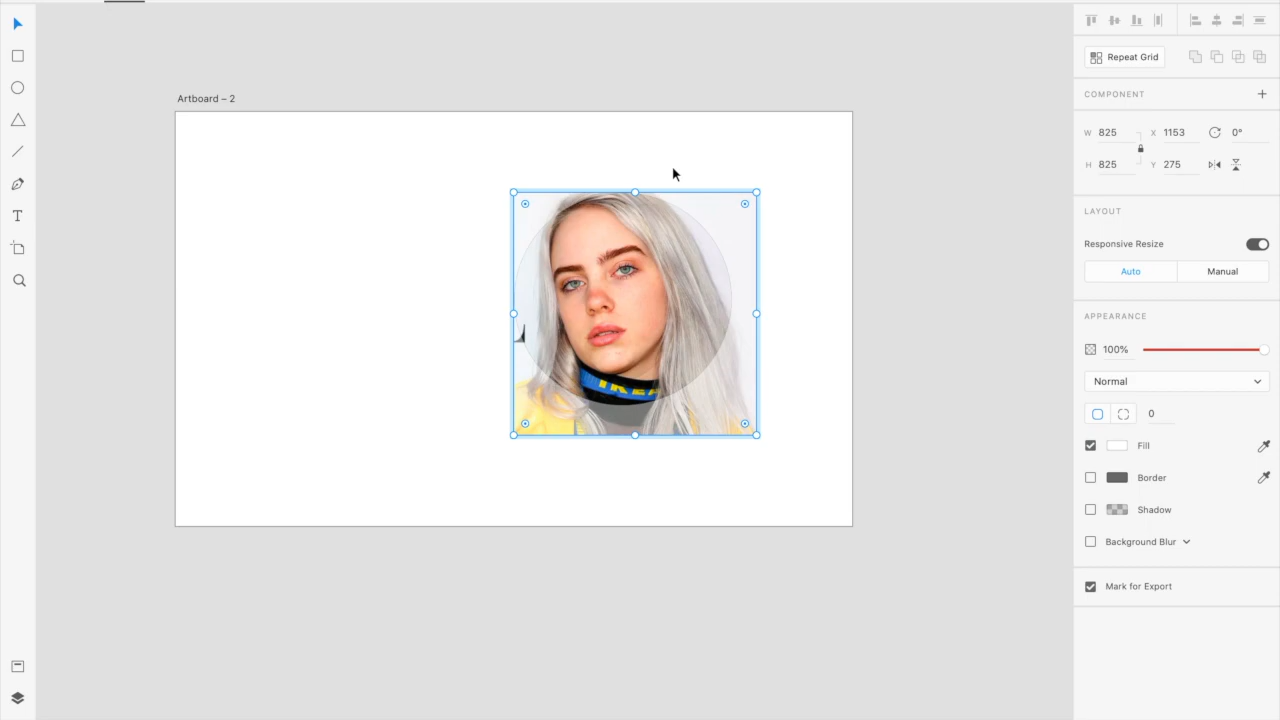 Artboard – 2
Repeat Grid
COMPONENT
W 825 X 1153 0°
H 825 Y 275
LAYOUT
Responsive Resize
Auto Manual
APPEARANCE
100%
Normal
0
Fill
Border
Shadow
Background Blur
Mark for Export
T
IKEA